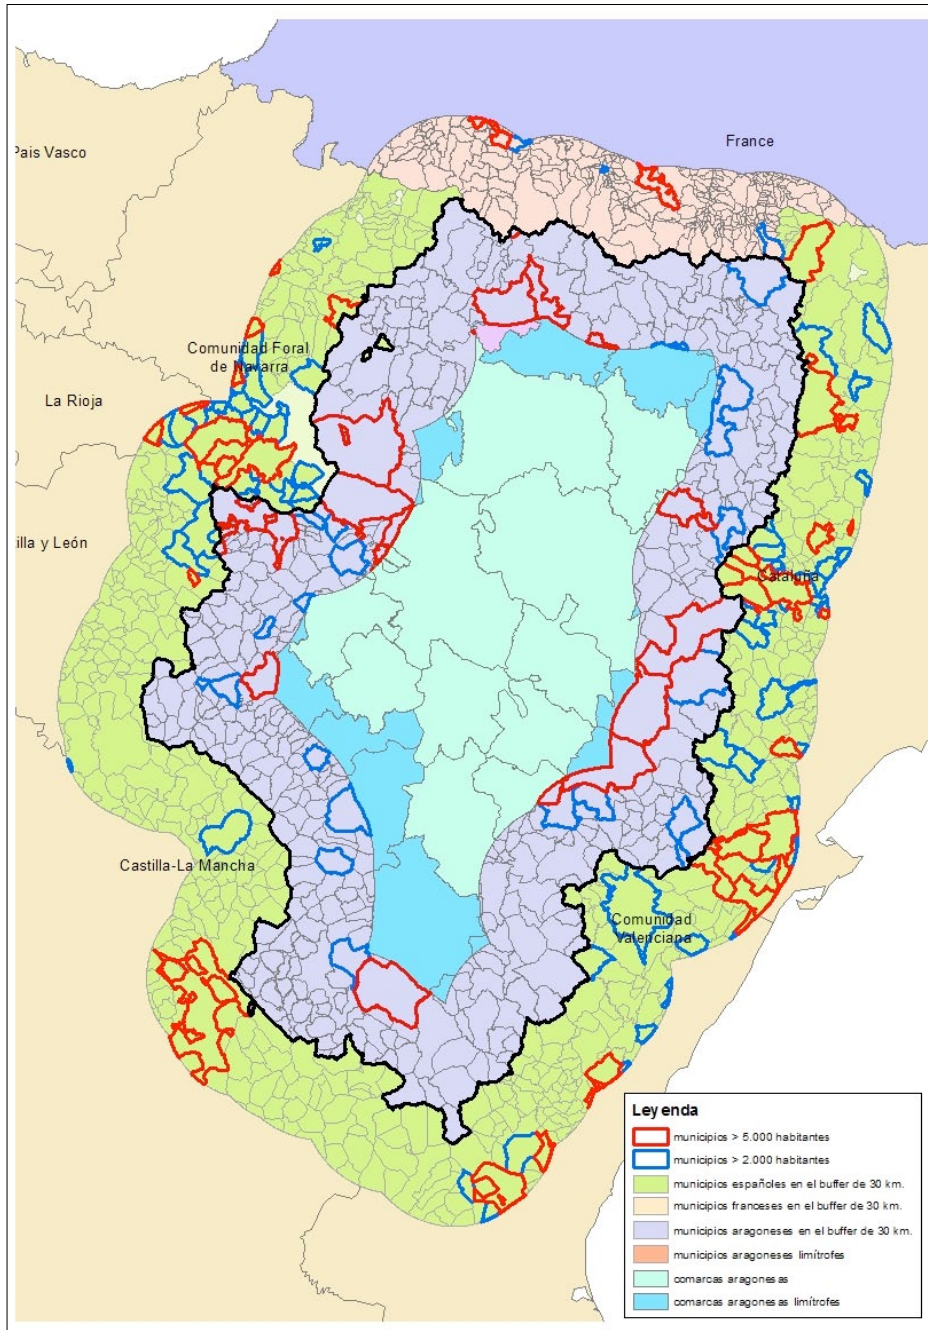 France
País Vasco
Comunidad Foral
de Navarra
La Rioja
illa y León
Cataluña
Castilla-La Mancha
Comunidad
Valenciana
Leyenda
municipios > 5.000 habitantes
municipios > 2.000 habitantes
municipios españoles en el buffer de 30 km.
municipios franceses en el buffer de 30 km.
municipios aragoneses en el buffer de 30 km.
municipios aragoneses limítrofes
comarcas aragonesas
comarcas aragonesas limítrofes